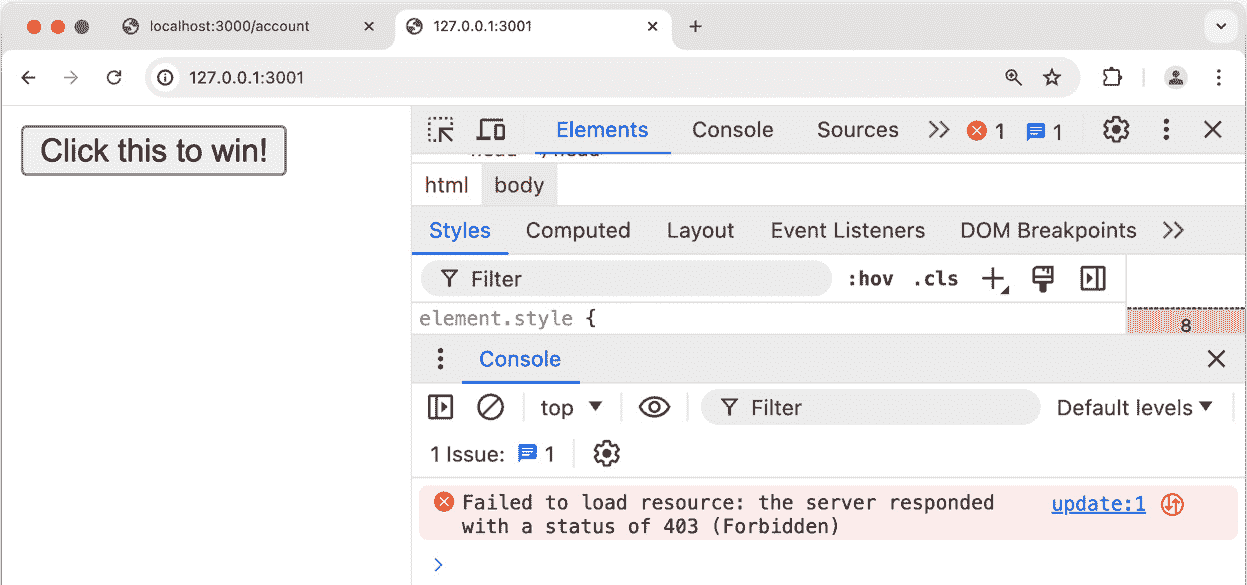 localhost:3000/account
127.0.0.1:3001
127.0.0.1:3001
Click this to win!
Elements Console Sources 1 1
html body
Styles Computed Layout Event Listeners DOM Breakpoints
Filter :hov .cls
element.style {
8
Console
top Filter Default levels
1 Issue: 1
Failed to load resource: the server responded update:1
with a status of 403 (Forbidden)